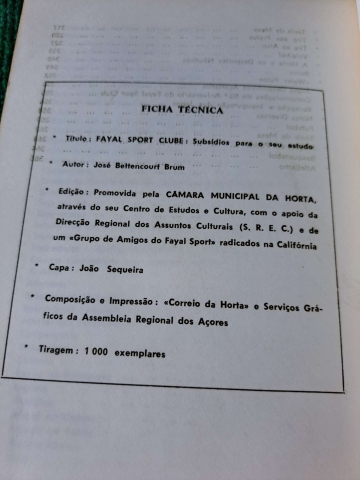 FICHA TÉCNICA
* Título: FAYAL SPORT CLUBE: Subsídios para o seu estudo
* Autor: José Bettencourt Brum
* Edição: Promovida pela CÂMARA MUNICIPAL DA HORTA,
através do seu Centro de Estudos e Cultura, com o apoio da
Direcção Regional dos Assuntos Culturais (S. R. E. C.) e de
um «Grupo de Amigos do Fayal Sport» radicados na Califórnia
* Capa: João Sequeira
* Composição e Impressão: «Correio da Horta» e Serviços Grá-
ficos da Assembleia Regional dos Açores
* Tiragem: 1 000 exemplares